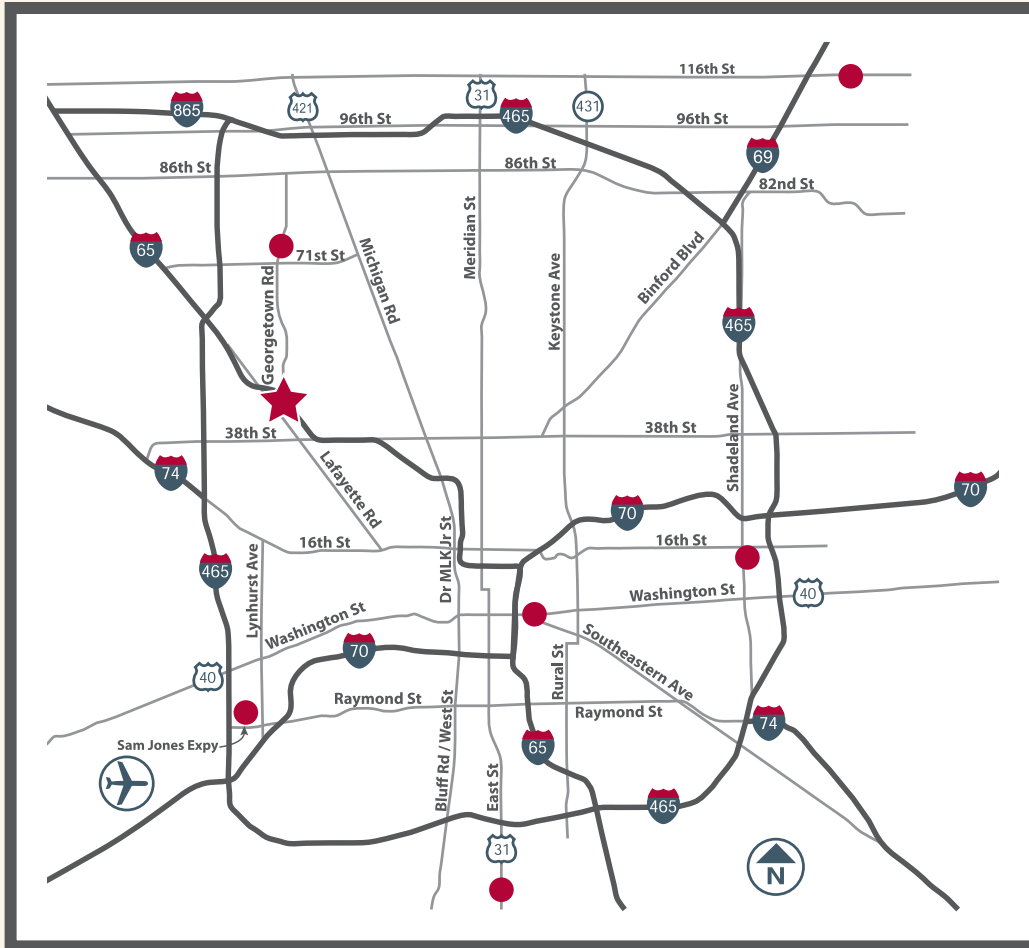 116th St
865
421
31
465
431
96th St
96th St
69
86th St
86th St
82nd St
65
71st St
Georgetown Rd
Michigan Rd
Meridian St
Keystone Ave
Binford Blvd
465
38th St
38th St
Shadeland Ave
74
Lafayette Rd
70
70
16th St
16th St
465
Lynhurst Ave
Dr MLK Jr St
Washington St
Washington St
40
70
Southeastern Ave
Rural St
40
Raymond St
Raymond St
74
Sam Jones Expy
Bluff Rd / West St
East St
65
465
31
N